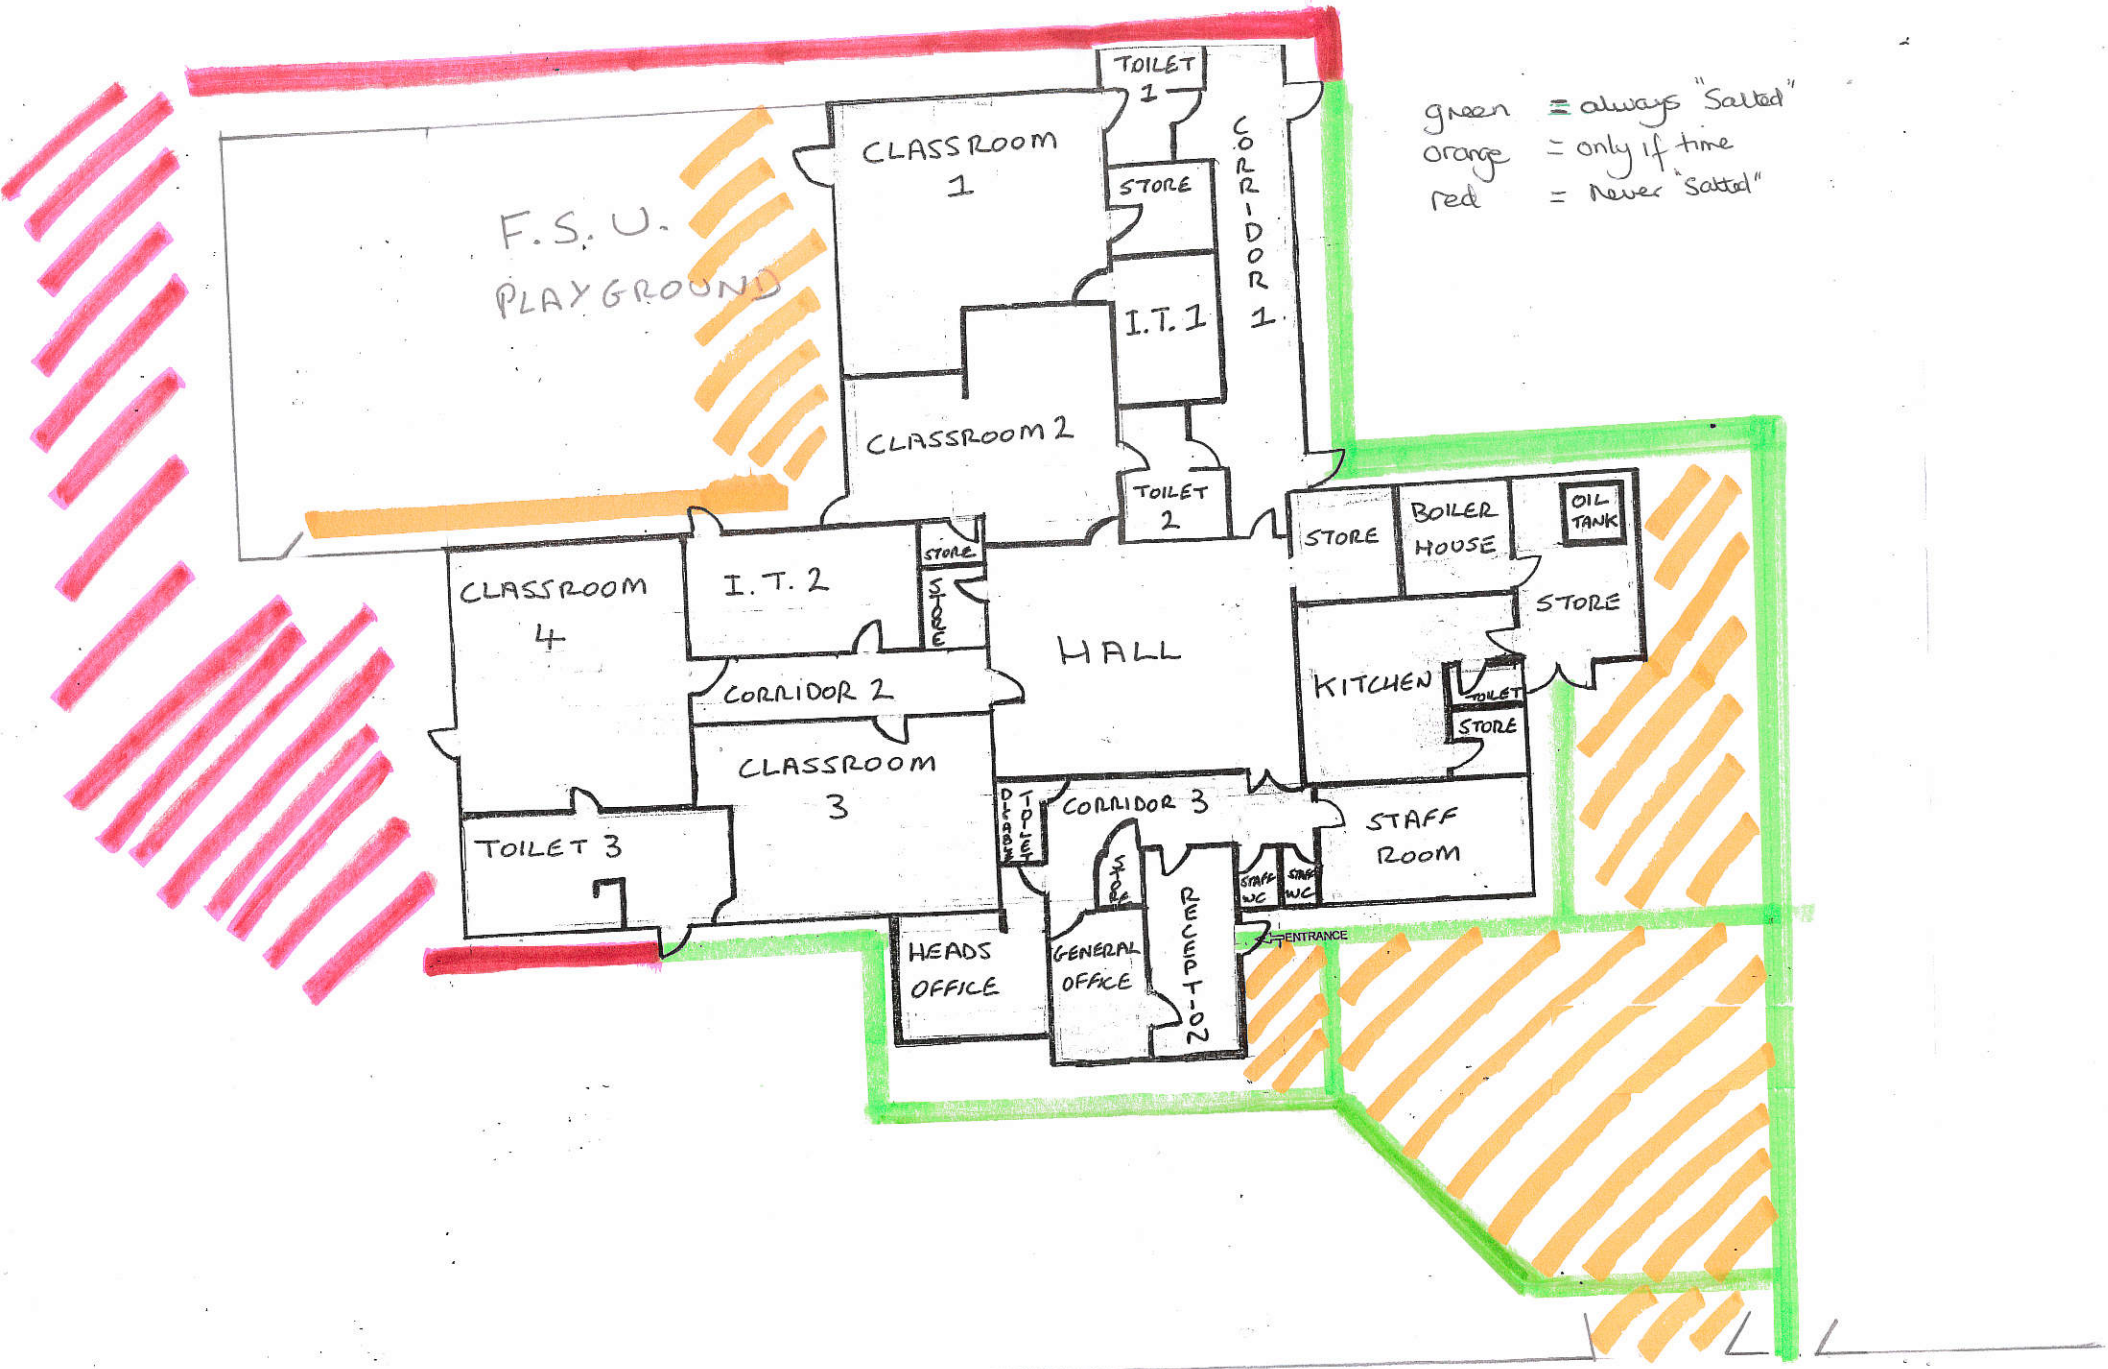 green = always "Salted"
orange = only if time
red = never "Salted"
TOILET
1
CLASSROOM
1
STORE
CORRIDOR 1
F.S.U.
PLAYGROUND
I.T.1
CLASSROOM 2
TOILET
2
STORE
BOILER
HOUSE
OIL
TANK
STORE
CLASSROOM
4
I.T.2
STORE
STORE
HALL
KITCHEN
TOILET
STORE
CORRIDOR 2
CLASSROOM
3
DISABLE
TOILET
CORRIDOR 3
STAFF
ROOM
TOILET 3
STORE
STAFF
WC
STAFF
WC
RECEPTION
ENTRANCE
HEADS
OFFICE
GENERAL
OFFICE